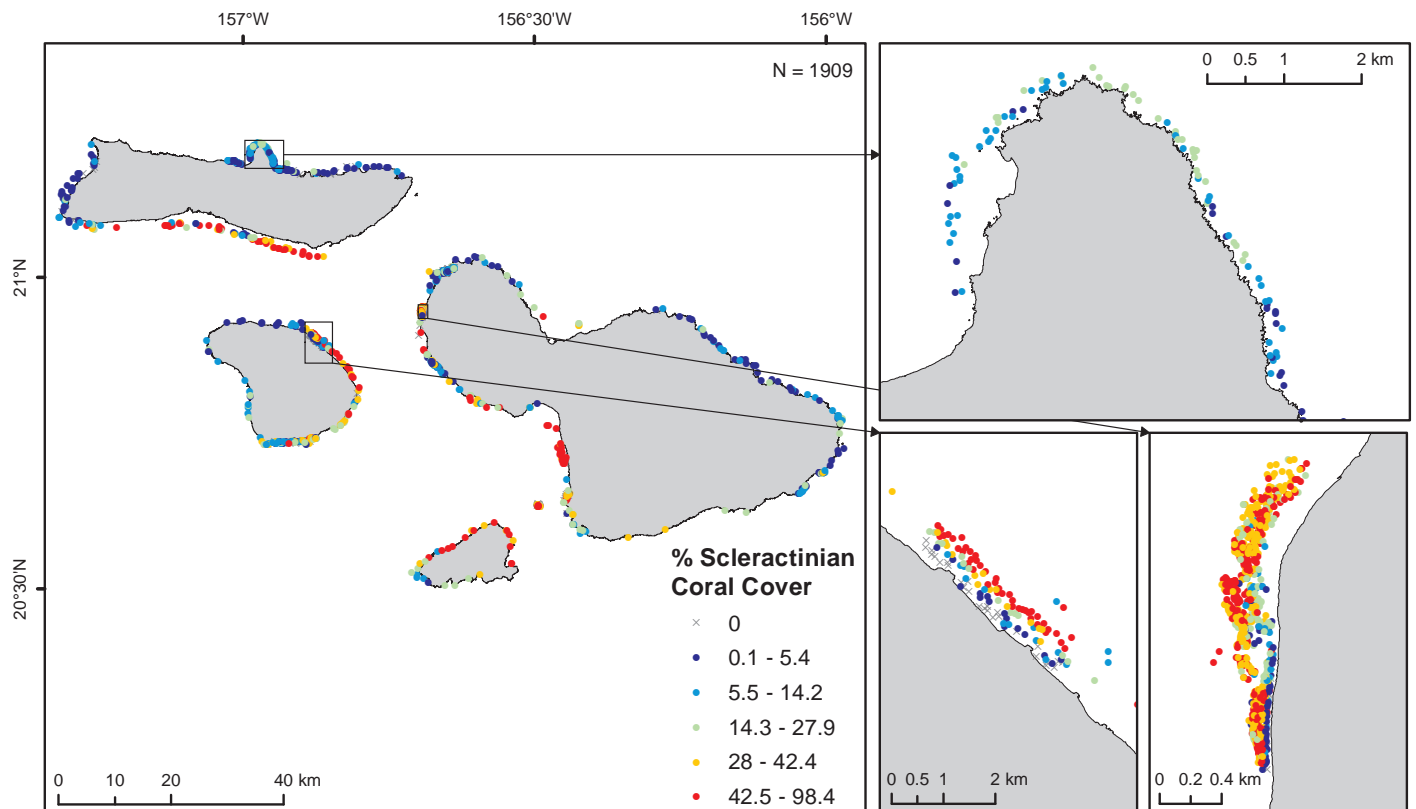 157°W
156°30'W
156°W
N = 1909
0 0.5 1 2 km
21°N
20°30'N
% Scleractinian
Coral Cover
0
0.1 - 5.4
5.5 - 14.2
14.3 - 27.9
28 - 42.4
42.5 - 98.4
0 10 20 40 km
0 0.5 1 2 km
0 0.2 0.4 km